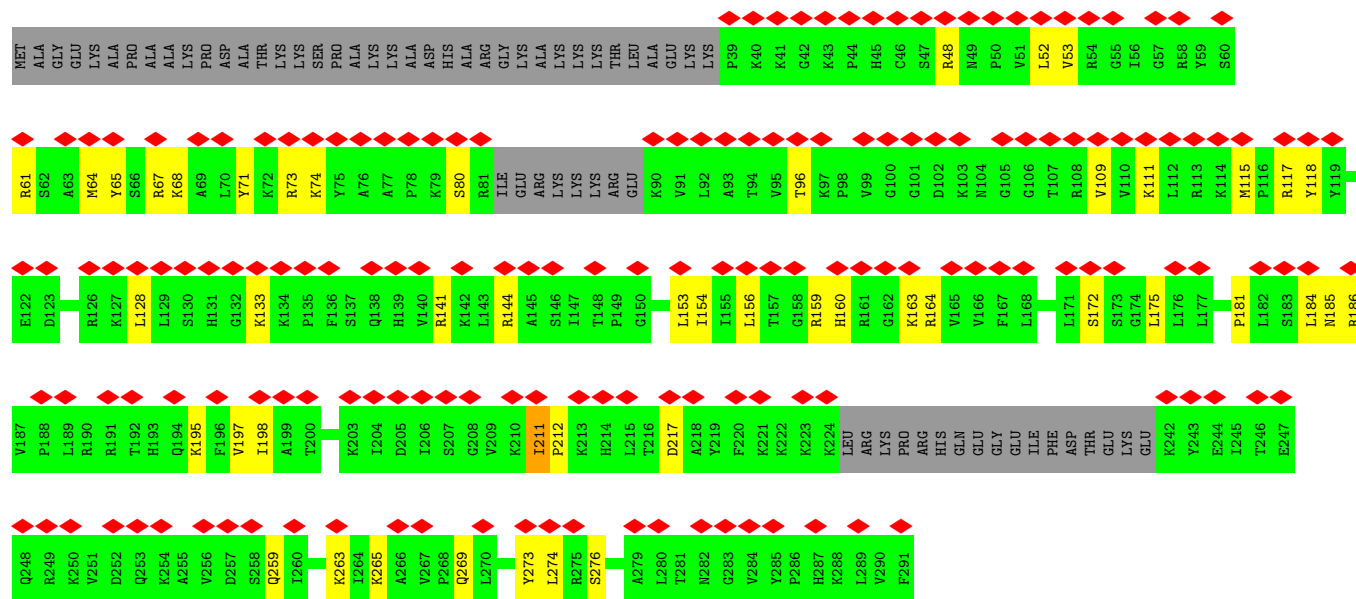 MET ALA GLY GLU LYS ALA PRO ALA ALA LYS PRO ASP ALA THR LYS LYS SER PRO ALA LYS LYS ALA ASP HIS ALA ARG GLY LYS ALA LYS LYS LYS THR LEU ALA GLU LYS LYS P39 K40 K41 G42 K43 P44 H45 C46 S47 R48 N49 P50 V51 L52 V53 R54 G55 I56 G57 R58 Y59 S60
R61 S62 A63 M64 Y65 S66 R67 K68 A69 L70 Y71 K72 R73 K74 Y75 A76 A77 P78 K79 S80 R81 ILE GLU ARG LYS LYS LYS ARG GLU K90 V91 L92 A93 T94 V95 T96 K97 P98 V99 G100 G101 D102 K103 N104 G105 G106 T107 R108 V109 V110 K111 L112 R113 K114 M115 P116 R117 Y118 Y119
E122 D123 R126 K127 L128 L129 S130 H131 G132 K133 K134 P135 F136 S137 Q138 H139 V140 R141 K142 L143 R144 A145 S146 I147 T148 P149 G150 L153 I154 I155 L156 T157 G158 R159 H160 R161 G162 K163 R164 V165 V166 F167 L168 L171 S172 S173 G174 L175 L176 L177 P181 L182 S183 L184 N185 R186
V187 P188 L189 R190 R191 T192 H193 Q194 K195 F196 V197 I198 A199 T200 K203 I204 D205 I206 S207 G208 V209 K210 I211 P212 K213 H214 L215 T216 D217 A218 Y219 F220 K221 K222 K223 K224 LEU ARG LYS PRO ARG HIS GLN GLU GLY GLU ILE PHE ASP THR GLU LYS GLU K242 Y243 E244 I245 T246 E247
Q248 R249 K250 V251 D252 Q253 K254 A255 V256 D257 S258 Q259 I260 K263 I264 K265 A266 V267 P268 Q269 L270 Y273 L274 R275 S276 A279 L280 T281 N282 G283 V284 Y285 P286 H287 K288 L289 V290 F291